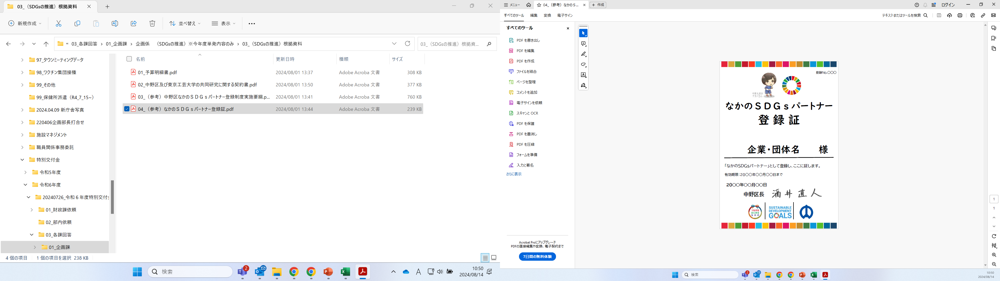 03_（SDGsの推進）根拠資料
新規作成
並べ替え
表示
03_各課回答 › 01_企画課 › 企画係　（SDGsの推進）※今年度単発内容のみ › 03_（SDGsの推進）根拠資料
03_（SDGsの推進）根拠資...
97_タウンミーティングデータ
98_ワクチン集団接種
99_その他
99_保健所派遣（R4_7_15~）
2024.04.09 新庁舎写真
220406企画部長打合せ
施設マネジメント
職員関係事務委託
特別交付金
令和5年度
令和6年度
20240726_令和６年度特別交付金
01_財政課依頼
02_部内依頼
03_各課回答
01_企画課
名前 更新日時 種類 サイズ
01_予算明細書.pdf 2024/08/01 13:37 Adobe Acroba 文書 308 KB
02_中野区及び東京工芸大学の共同研究に関する契約書.pdf 2024/08/01 13:50 Adobe Acroba 文書 377 KB
03_（参考）中野区なかのＳＤＧｓパートナー登録制度実施要綱.p... 2024/08/01 13:41 Adobe Acroba 文書 760 KB
04_（参考）なかのＳＤＧｓパートナー登録証.pdf 2024/08/01 13:44 Adobe Acroba 文書 239 KB
4 個の項目 1 個の項目を選択 238 KB
検索
2
A
10:50
2024/08/14
メニュー
04_（参考）なかのＳ...
作成
ログイン
すべてのツール 編集 変換 電子サイン
テキストまたはツールを検索
すべてのツール
PDF を書き出し
PDF を編集
PDF を作成
ファイルを結合
ページを整理
コメントを追加
電子サインを依頼
スキャンと OCR
PDF を保護
PDF を墨消し
PDF を圧縮
フォームを準備
入力と署名
さらに表示
Acrobat Proにアップグレード
PDFの直接編集や変換、電子契約まで
7日間の無料体験
登録No.〇〇〇
中野大好き
ナカノさん
なかのＳＤＧｓパートナー
登録証
企業・団体名　様
「なかのSDGsパートナー」として登録し、ここに証します。
有効期限：20〇〇年〇〇月〇〇日まで
20〇〇年〇〇月〇〇日
中野区長 酒井直人
つながる
はじまる
なかの
SUSTAINABLE
DEVELOPMENT
GOALS
1
1
検索
2
10:50
2024/08/14